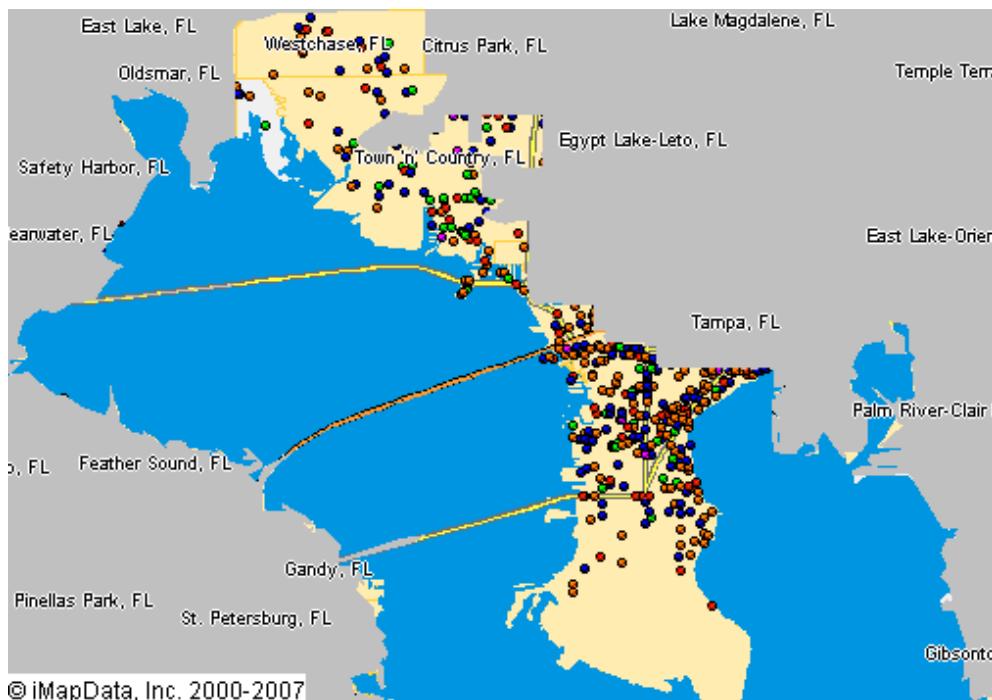 East Lake, FL
Lake Magdalene, FL
Westchase, FL
Citrus Park, FL
Oldsmar, FL
Temple Terra
Egypt Lake-Leto, FL
Town 'n' Country, FL
Safety Harbor, FL
earwater, FL
East Lake-Orien
Tampa, FL
Palm River-Clair
o, FL
Feather Sound, FL
Gandy, FL
Pinellas Park, FL
St. Petersburg, FL
Gibsonto
© iMapData, Inc. 2000-2007